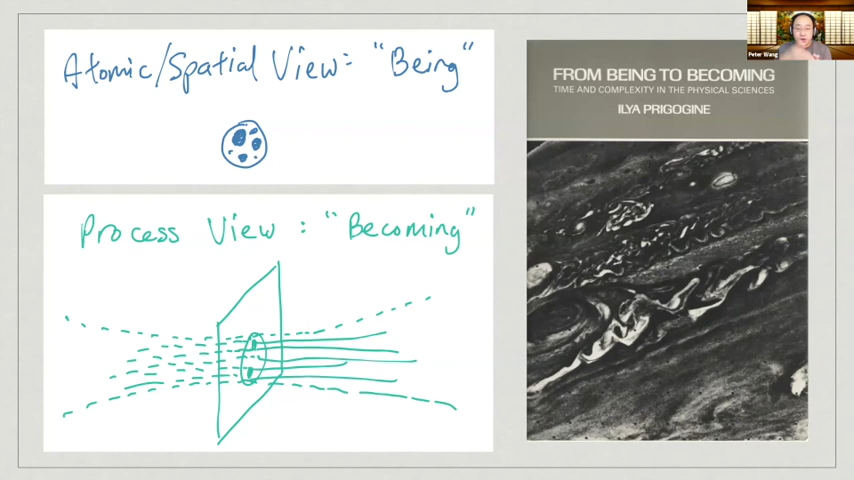 Atomic/Spatial View: "Being"
Process View : "Becoming"
FROM BEING TO BECOMING
TIME AND COMPLEXITY IN THE PHYSICAL SCIENCES
ILYA PRIGOGINE
Peter Wang